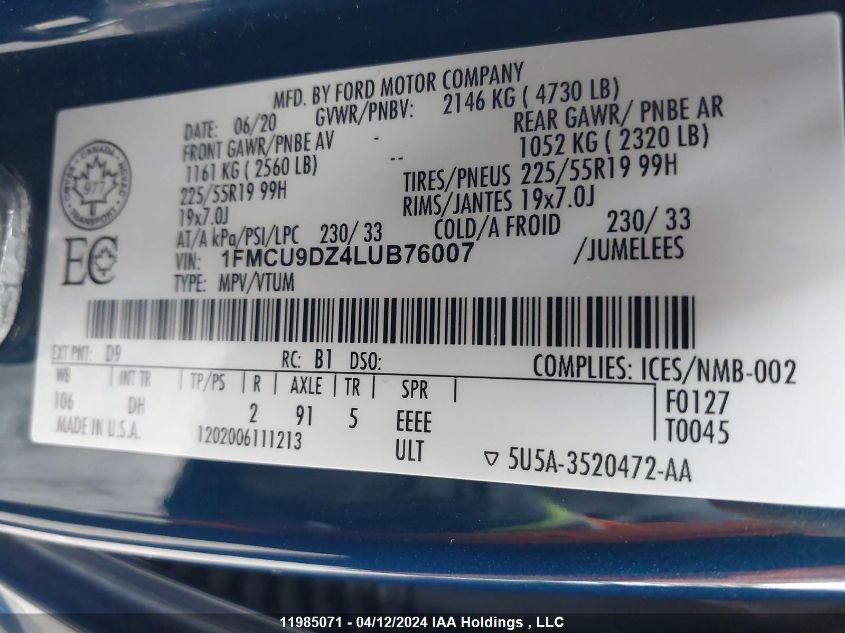 MFD. BY FORD MOTOR COMPANY
DATE: 06/20 GVWR/PNBV: 2146 KG ( 4730 LB)
FRONT GAWR/PNBE AV - REAR GAWR/ PNBE AR
1161 KG ( 2560 LB) -- 1052 KG ( 2320 LB)
225/55R19 99H TIRES/PNEUS 225/55R19 99H
19x7.0J RIMS/JANTES 19x7.0J
AT/A kPa/PSI/LPC 230/ 33 COLD/A FROID 230/ 33
VIN: 1FMCU9DZ4LUB76007 /JUMELEES
TYPE: MPV/VTUM
CANADA
TRANSPORT
977
EC
EXT PNT: D9 RC: B1 DSO: COMPLIES: ICES/NMB-002
WB INT TR TP/PS R AXLE TR SPR F0127
106 DH 2 91 5 EEEE T0045
MADE IN U.S.A. 1202006111213 ULT ▽ 5U5A-3520472-AA
11985071 - 04/12/2024 IAA Holdings , LLC